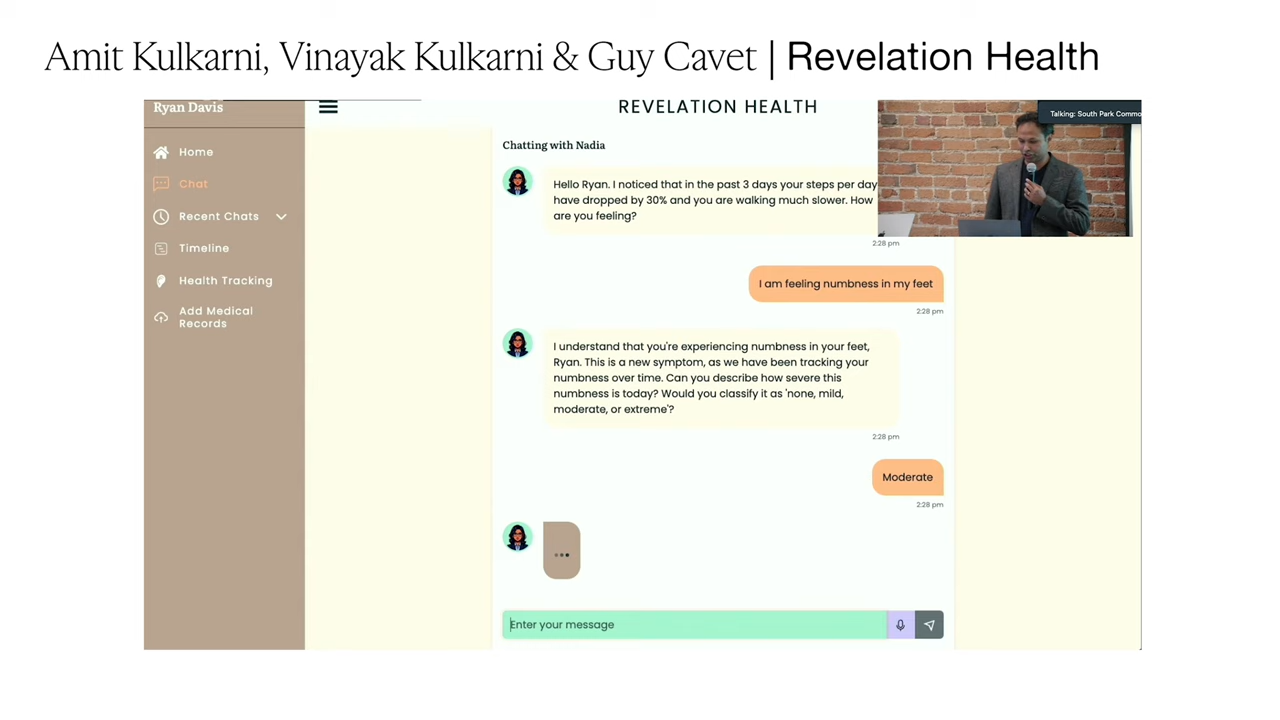 Amit Kulkarni, Vinayak Kulkarni & Guy Cavet | Revelation Health
Ryan Davis
Home
Chat
Recent Chats
Timeline
Health Tracking
Add Medical
Records
REVELATION HEALTH
Talking: South Park Commo
Chatting with Nadia
Hello Ryan. I noticed that in the past 3 days your steps per day
have dropped by 30% and you are walking much slower. How
are you feeling?
2:28 pm
I am feeling numbness in my feet
2:28 pm
I understand that you're experiencing numbness in your feet,
Ryan. This is a new symptom, as we have been tracking your
numbness over time. Can you describe how severe this
numbness is today? Would you classify it as 'none, mild,
moderate, or extreme'?
2:28 pm
Moderate
2:28 pm
...
Enter your message